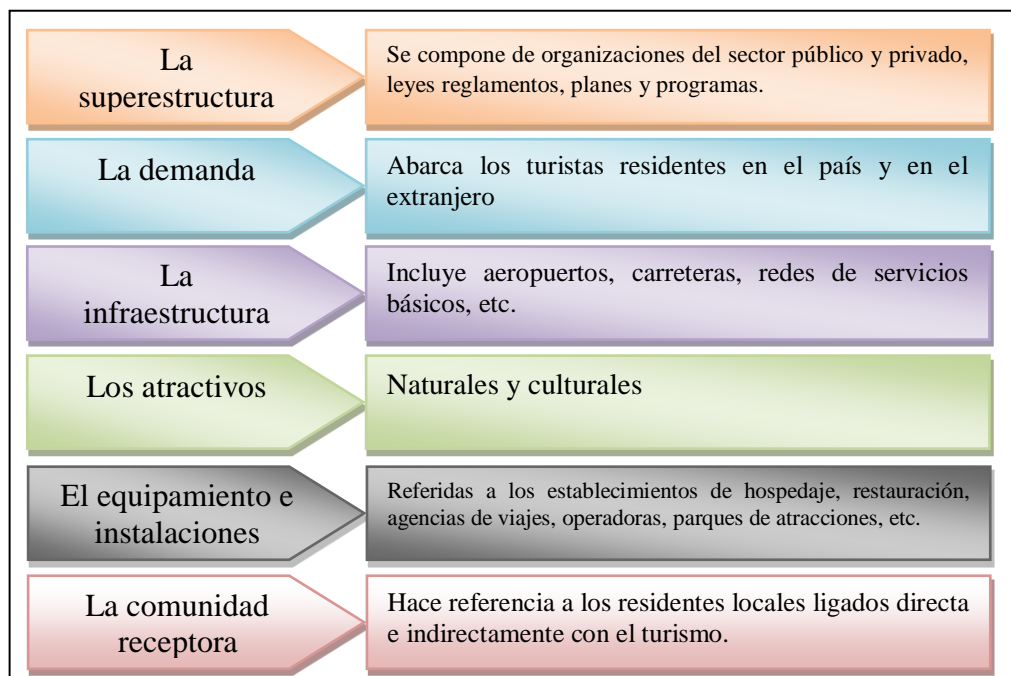 La
superestructura
Se compone de organizaciones del sector público y privado,
leyes reglamentos, planes y programas.
La demanda
Abarca los turistas residentes en el país y en el
extranjero
La
infraestructura
Incluye aeropuertos, carreteras, redes de servicios
básicos, etc.
Los atractivos
Naturales y culturales
El equipamiento e
instalaciones
Referidas a los establecimientos de hospedaje, restauración,
agencias de viajes, operadoras, parques de atracciones, etc.
La comunidad
receptora
Hace referencia a los residentes locales ligados directa
e indirectamente con el turismo.